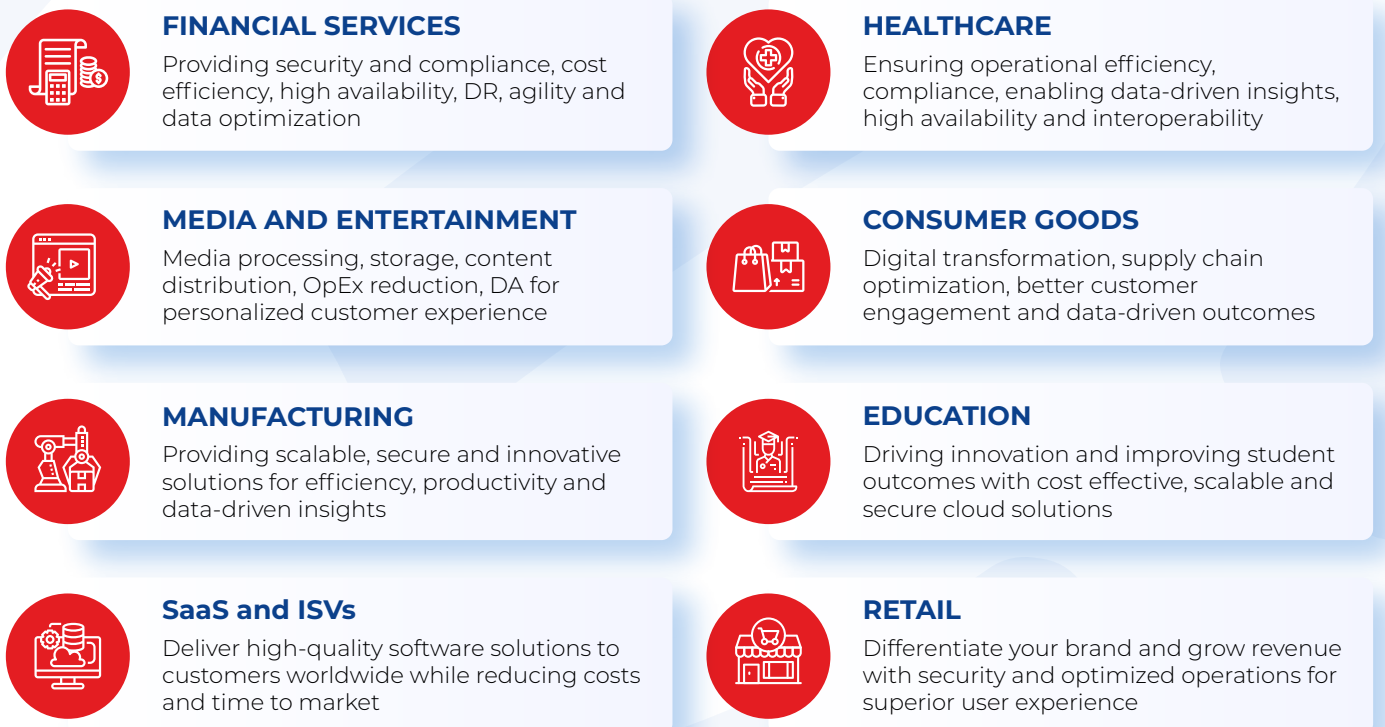 FINANCIAL SERVICES
Providing security and compliance, cost
efficiency, high availability, DR, agility and
data optimization
HEALTHCARE
Ensuring operational efficiency,
compliance, enabling data-driven insights,
high availability and interoperability
MEDIA AND ENTERTAINMENT
Media processing, storage, content
distribution, OpEx reduction, DA for
personalized customer experience
CONSUMER GOODS
Digital transformation, supply chain
optimization, better customer
engagement and data-driven outcomes
MANUFACTURING
Providing scalable, secure and innovative
solutions for efficiency, productivity and
data-driven insights
EDUCATION
Driving innovation and improving student
outcomes with cost effective, scalable and
secure cloud solutions
SaaS and ISVs
Deliver high-quality software solutions to
customers worldwide while reducing costs
and time to market
RETAIL
Differentiate your brand and grow revenue
with security and optimized operations for
superior user experience